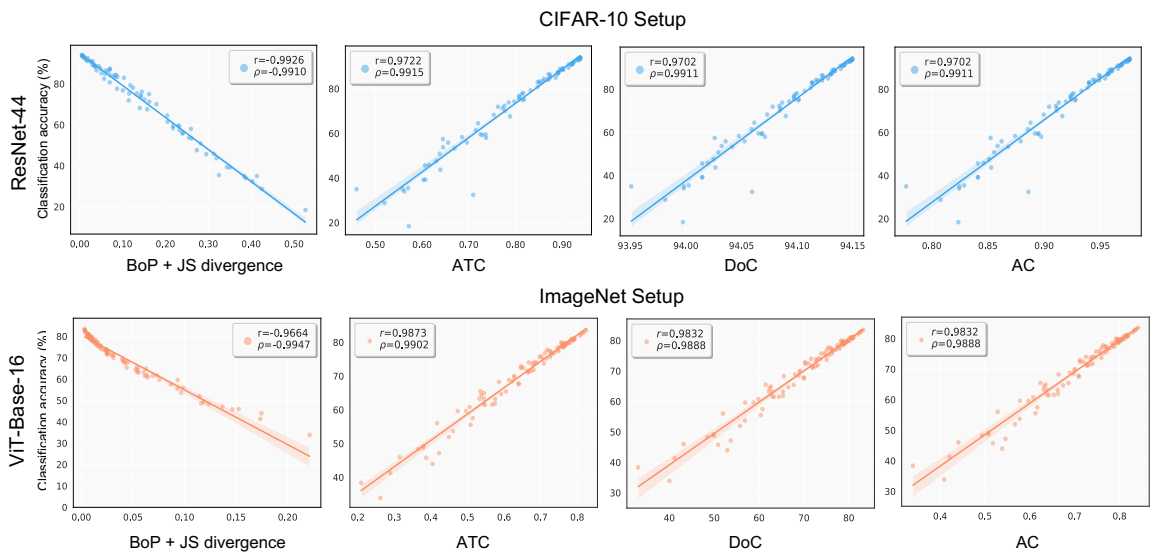 CIFAR-10 Setup
ResNet-44
Classification accuracy (%)
80
60
40
20
r=-0.9926
ρ=-0.9910
0.00 0.10 0.20 0.30 0.40 0.50
BoP + JS divergence
80
60
40
20
r=0.9722
ρ=0.9915
0.50 0.60 0.70 0.80 0.90
ATC
80
60
40
20
r=0.9702
ρ=0.9911
93.95 94.00 94.06 94.10 94.15
DoC
80
60
40
20
r=0.9702
ρ=0.9911
0.80 0.85 0.90 0.95
AC
ImageNet Setup
ViT-Base-16
Classification accuracy (%)
80
70
60
50
40
30
20
10
0
r=-0.9664
ρ=-0.9947
0.00 0.05 0.10 0.15 0.20
BoP + JS divergence
80
70
60
50
40
r=0.9873
ρ=0.9902
0.2 0.3 0.4 0.5 0.6 0.7 0.8
ATC
80
70
60
50
40
30
r=0.9832
ρ=0.9888
40 50 60 70 80
DoC
80
70
60
50
40
30
r=0.9832
ρ=0.9888
0.4 0.5 0.6 0.7 0.8
AC